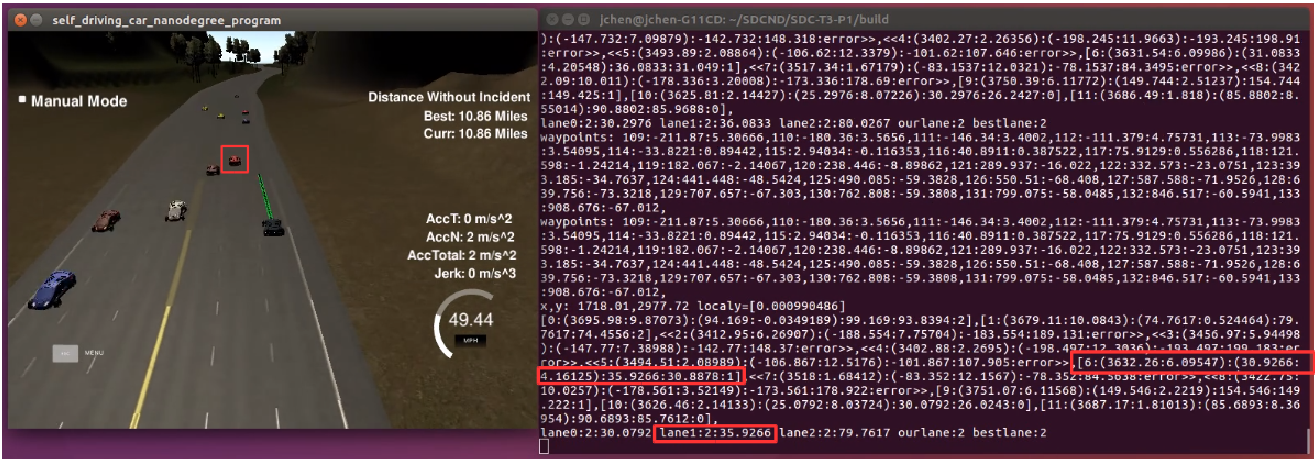 self_driving_car_nanodegree_program
Manual Mode
Distance Without Incident
Best: 10.86 Miles
Curr: 10.86 Miles
AccT: 0 m/s^2
AccN: 2 m/s^2
AccTotal: 2 m/s^2
Jerk: 0 m/s^3
49.44
MPH
MENU
jchen@jchen-G11CD: ~/SDCND/SDC-T3-P1/build
):(-147.732:7.09879):-142.732:148.318:error>>,<<4:(3402.27:2.26356):(-198.245:11.9663):-193.245:198.91
:error>>,<<5:(3493.89:2.08864):(-106.62:12.3379):-101.62:107.646:error>>,[6:(3631.54:6.09986):(31.0833
:4.20548):36.0833:31.049:1],<<7:(3517.34:1.67179):(-83.1537:12.0321):-78.1537:84.3495:error>>,<<8:(342
2.09:10.011):(-178.336:3.20008):-173.336:178.69:error>>,[9:(3750.39:6.11772):(149.744:2.51237):154.744
:149.425:1],[10:(3625.81:2.14427):(25.2976:8.07226):30.2976:26.2427:0],[11:(3686.49:1.818):(85.8802:8.
55014):90.8802:85.9688:0],
lane0:2:30.2976 lane1:2:36.0833 lane2:2:80.0267 ourlane:2 bestlane:2
waypoints: 109:-211.87:5.30666,110:-180.36:3.5656,111:-146.34:3.4002,112:-111.379:4.75731,113:-73.9983
:3.54095,114:-33.8221:0.89442,115:2.94034:-0.116353,116:40.8911:0.387522,117:75.9129:0.556286,118:121.
598:-1.24214,119:182.067:-2.14067,120:238.446:-8.89862,121:289.937:-16.022,122:332.573:-23.0751,123:39
3.185:-34.7637,124:441.448:-48.5424,125:490.085:-59.3828,126:550.51:-68.408,127:587.588:-71.9526,128:6
39.756:-73.3218,129:707.657:-67.303,130:762.808:-59.3808,131:799.075:-58.0485,132:846.517:-60.5941,133
:908.676:-67.012,
waypoints: 109:-211.87:5.30666,110:-180.36:3.5656,111:-146.34:3.4002,112:-111.379:4.75731,113:-73.9983
:3.54095,114:-33.8221:0.89442,115:2.94034:-0.116353,116:40.8911:0.387522,117:75.9129:0.556286,118:121.
598:-1.24214,119:182.067:-2.14067,120:238.446:-8.89862,121:289.937:-16.022,122:332.573:-23.0751,123:39
3.185:-34.7637,124:441.448:-48.5424,125:490.085:-59.3828,126:550.51:-68.408,127:587.588:-71.9526,128:6
39.756:-73.3218,129:707.657:-67.303,130:762.808:-59.3808,131:799.075:-58.0485,132:846.517:-60.5941,133
:908.676:-67.012,
x,y: 1718.01,2977.72 localy=[0.000990486]
[0:(3695.98:9.87073):(94.169:-0.0349189):99.169:93.8394:2],[1:(3679.11:10.0843):(74.7617:0.524464):79.
7617:74.4556:2],<<2:(3412.95:6.26907):(-188.554:7.75704):-183.554:189.131:error>>,<<3:(3456.97:5.94498
):(-147.77:7.38988):-142.77:148.37:error>>,<<4:(3402.88:2.2695):(-198.497:12.3036):-193.497:199.183:er
ror>>,<<5:(3494.51:2.08989):(-106.867:12.5176):-101.867:107.905:error>>,[6:(3632.26:6.09547):(30.9266:
4.16125):35.9266:30.8878:1],<<7:(3518:1.68412):(-83.352:12.1567):-78.352:84.5638:error>>,<<8:(3422.75:
10.0257):(-178.561:3.52149):-173.561:178.922:error>>,[9:(3751.07:6.11568):(149.546:2.2219):154.546:149
.222:1],[10:(3626.46:2.14133):(25.0792:8.03724):30.0792:26.0243:0],[11:(3687.17:1.81013):(85.6893:8.36
954):90.6893:85.7612:0],
lane0:2:30.0792 lane1:2:35.9266 lane2:2:79.7617 ourlane:2 bestlane:2